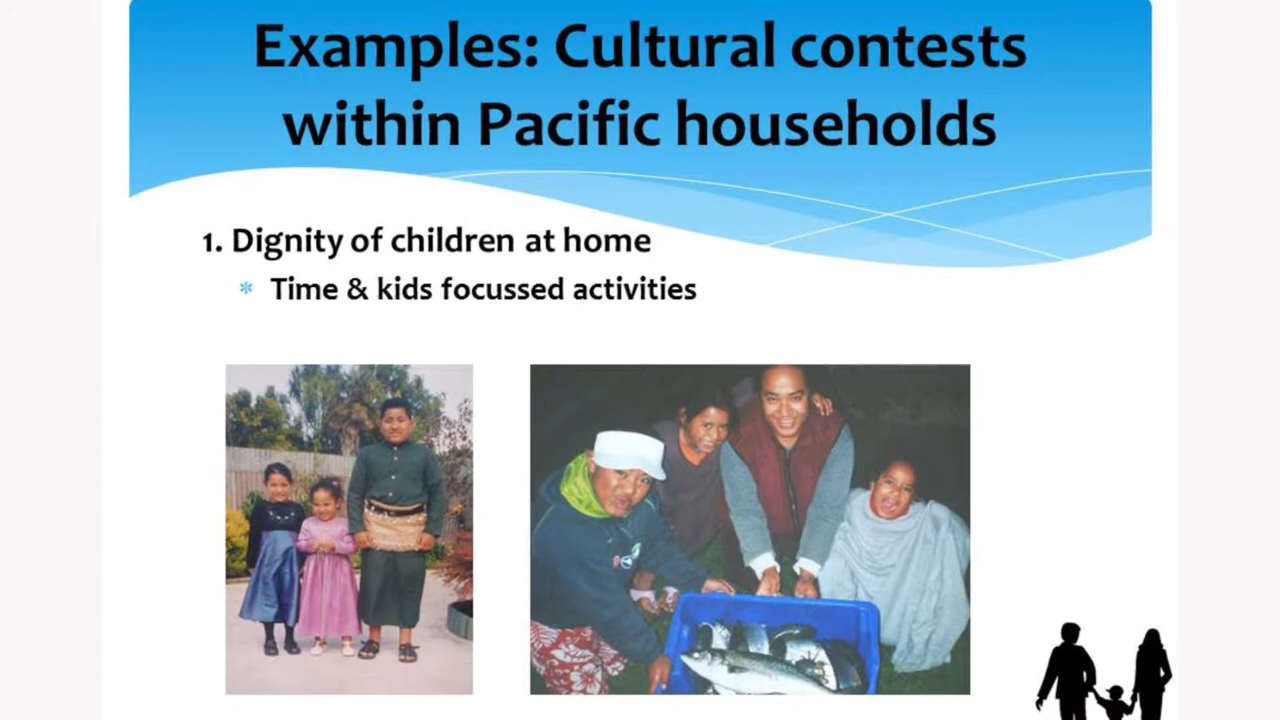 Examples: Cultural contests
within Pacific households
1. Dignity of children at home
* Time & kids focussed activities